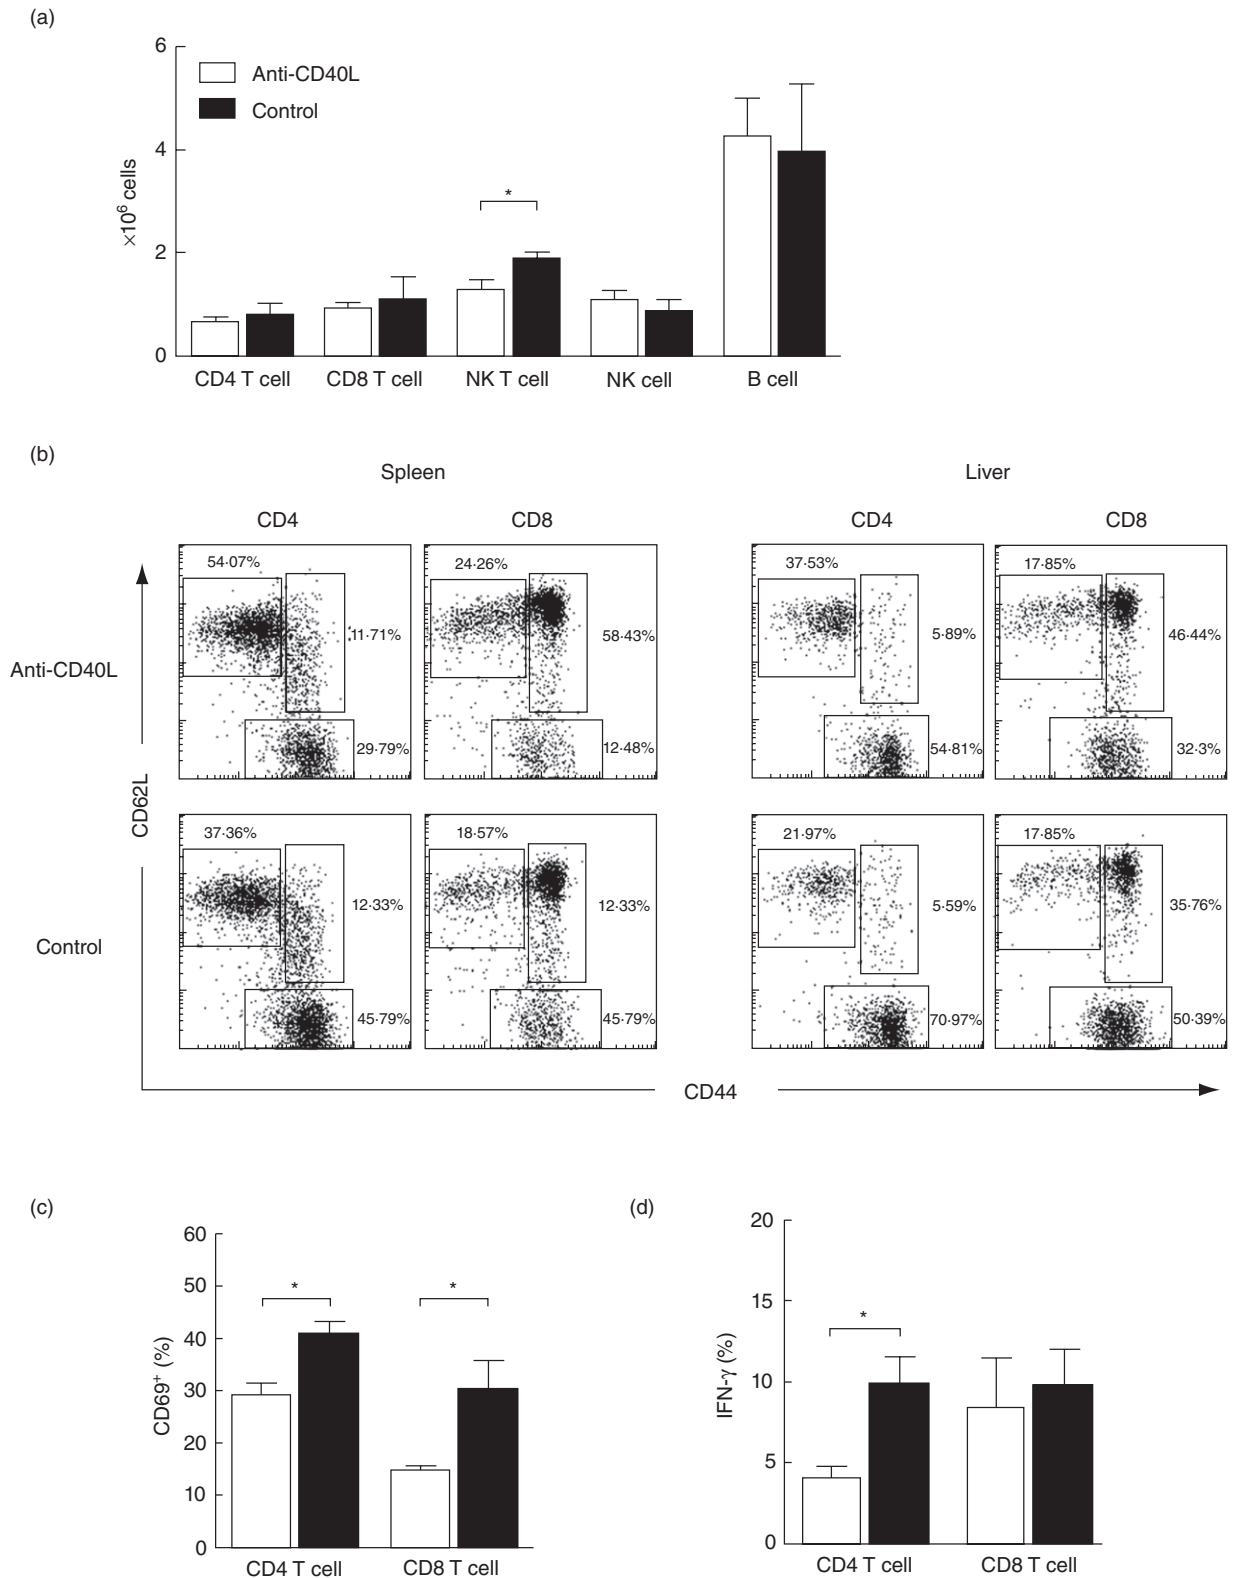 (a)
6
4
2
0
×10⁶ cells
Anti-CD40L
Control
*
CD4 T cell CD8 T cell NK T cell NK cell B cell
(b)
Spleen Liver
CD4 CD8 CD4 CD8
Anti-CD40L
54·07% 24·26% 37·53% 17·85%
11·71% 58·43% 5·89% 46·44%
29·79% 12·48% 54·81% 32·3%
CD62L
Control
37·36% 18·57% 21·97% 17·85%
12·33% 12·33% 5·59% 35·76%
45·79% 45·79% 70·97% 50·39%
CD44
(c)
60
50
40
30
20
10
0
CD69⁺ (%)
* *
CD4 T cell CD8 T cell
(d)
20
15
10
5
0
IFN-γ (%)
*
CD4 T cell CD8 T cell